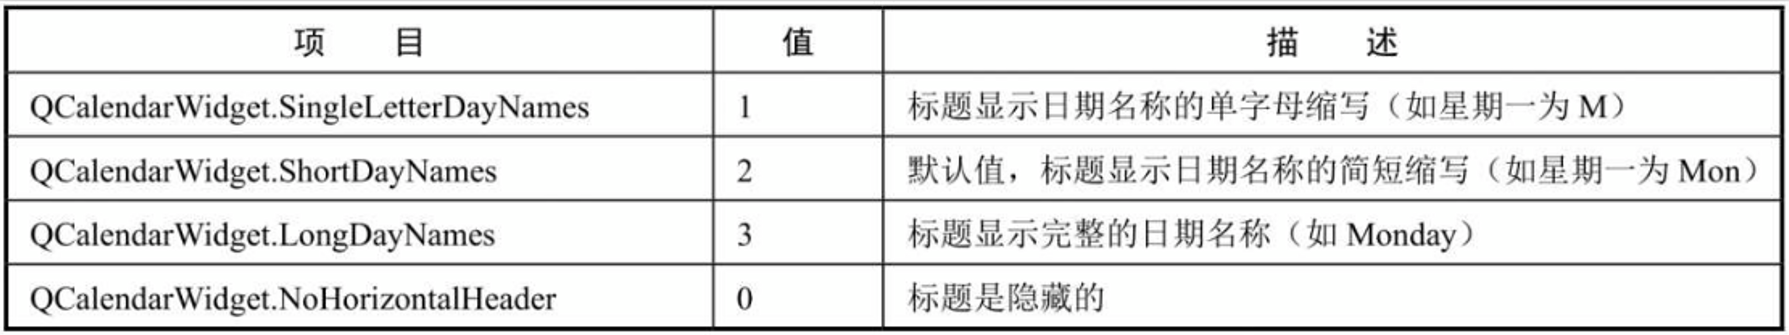 项 目 值 描 述
QCalendarWidget.SingleLetterDayNames 1 标题显示日期名称的单字母缩写（如星期一为 M）
QCalendarWidget.ShortDayNames 2 默认值，标题显示日期名称的简短缩写（如星期一为 Mon）
QCalendarWidget.LongDayNames 3 标题显示完整的日期名称（如 Monday）
QCalendarWidget.NoHorizontalHeader 0 标题是隐藏的